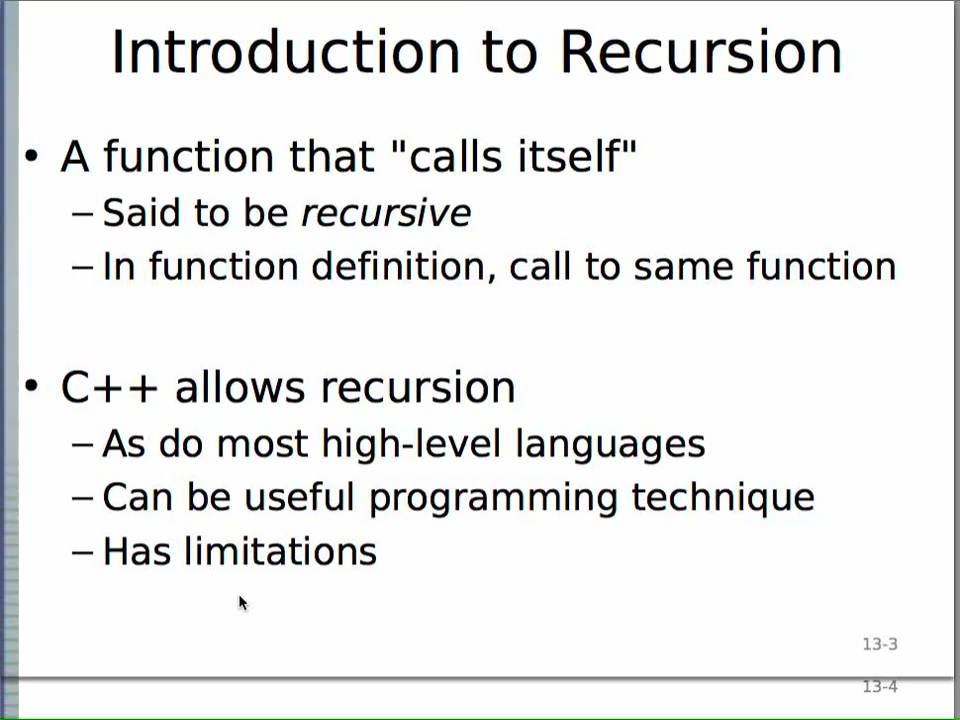 Introduction to Recursion
• A function that "calls itself"
– Said to be recursive
– In function definition, call to same function
• C++ allows recursion
– As do most high-level languages
– Can be useful programming technique
– Has limitations
13-3
13-4